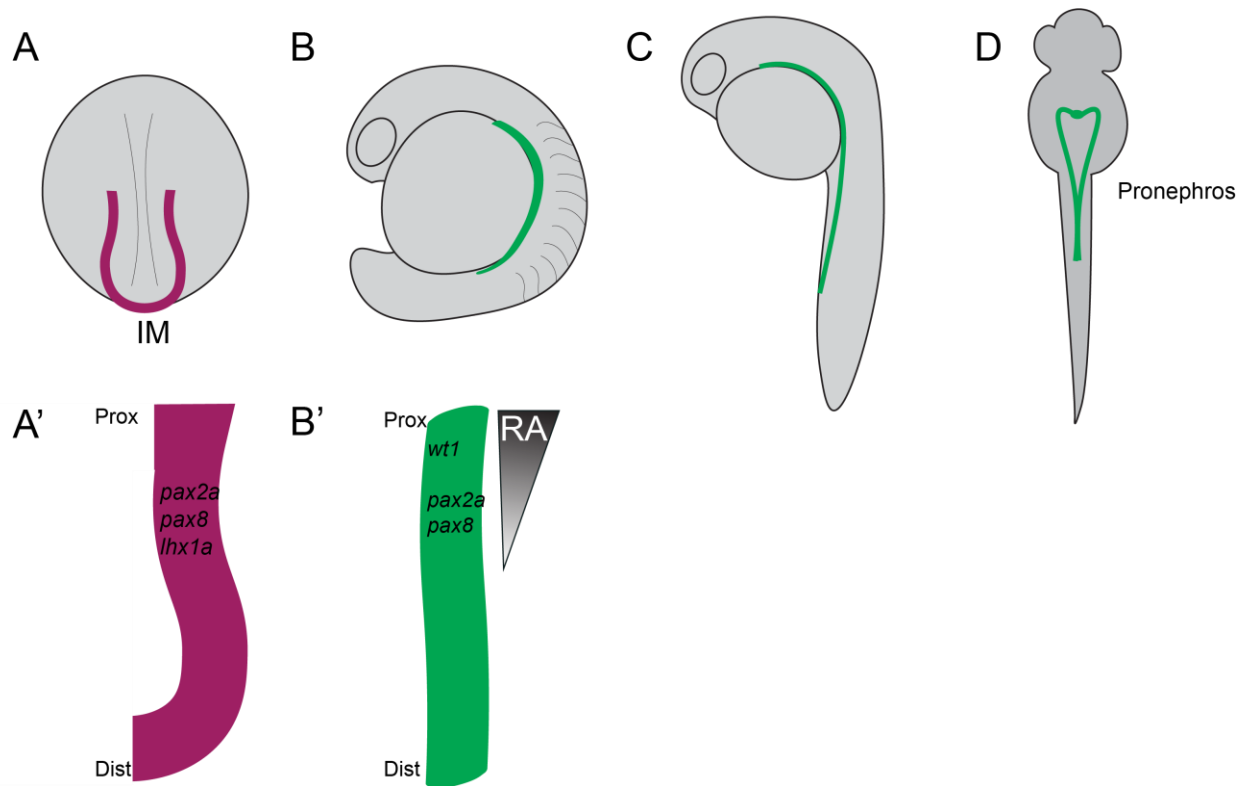 A
B
C
D
IM
Pronephros
A’
Prox
pax2a
pax8
lhx1a
Dist
B’
Prox
wt1
pax2a
pax8
Dist
RA